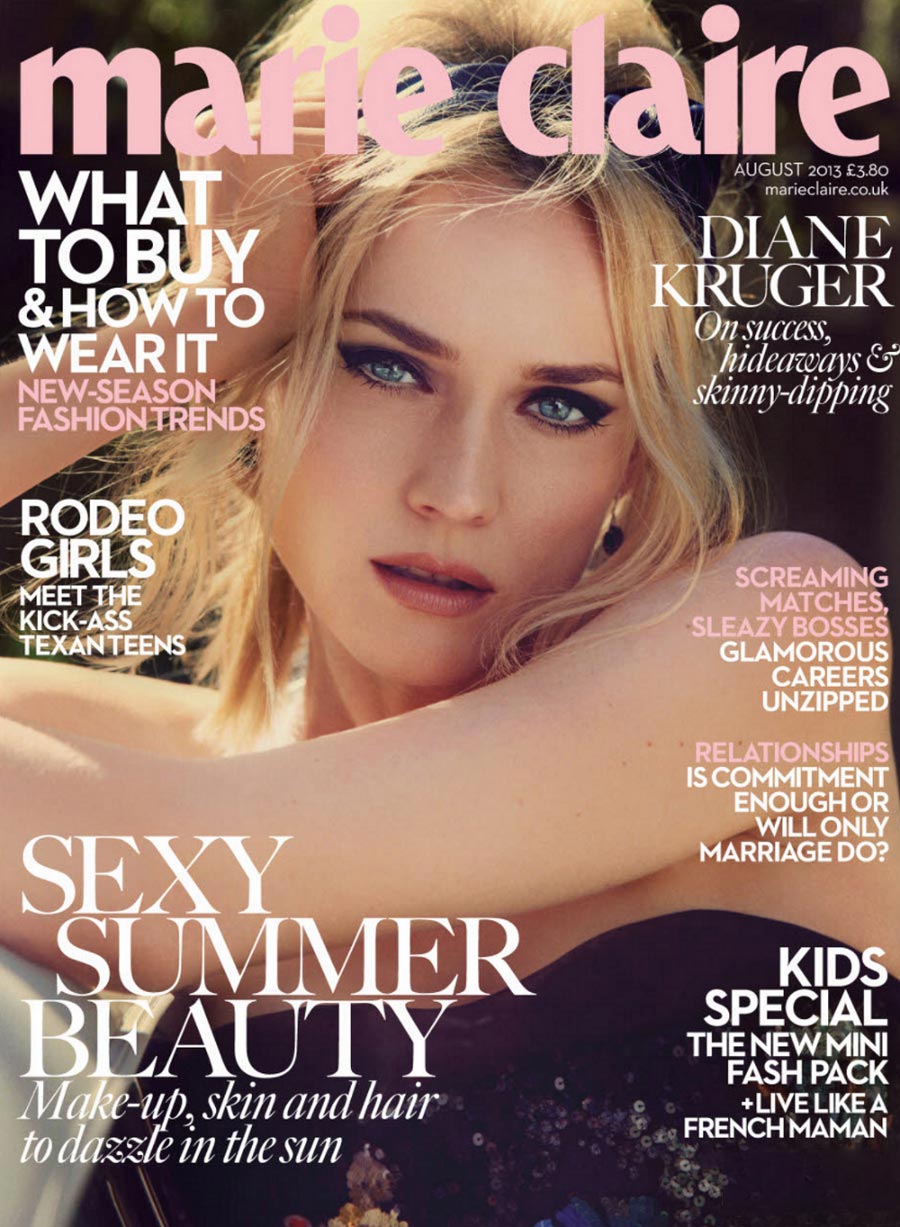 marie claire
AUGUST 2013 £3.80
marieclaire.co.uk
WHAT
TO BUY
& HOW TO
WEAR IT
NEW-SEASON
FASHION TRENDS
DIANE
KRUGER
On success,
hideaways &
skinny-dipping
RODEO
GIRLS
MEET THE
KICK-ASS
TEXAN TEENS
SCREAMING
MATCHES,
SLEAZY BOSSES
GLAMOROUS
CAREERS
UNZIPPED
RELATIONSHIPS
IS COMMITMENT
ENOUGH OR
WILL ONLY
MARRIAGE DO?
SEXY
SUMMER
BEAUTY
Make-up, skin and hair
to dazzle in the sun
KIDS
SPECIAL
THE NEW MINI
FASH PACK
+LIVE LIKE A
FRENCH MAMAN